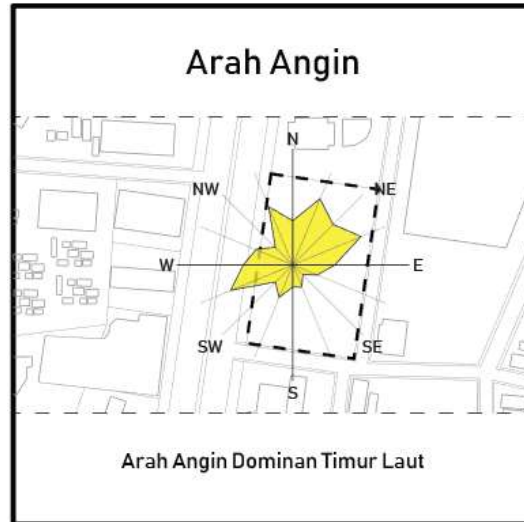 Arah Angin
N
NW
NE
W
E
SW
SE
S
Arah Angin Dominan Timur Laut